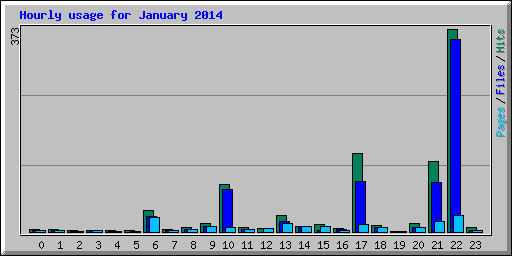 Hourly usage for January 2014
373
Pages / Files / Hits
0 1 2 3 4 5 6 7 8 9 10 11 12 13 14 15 16 17 18 19 20 21 22 23